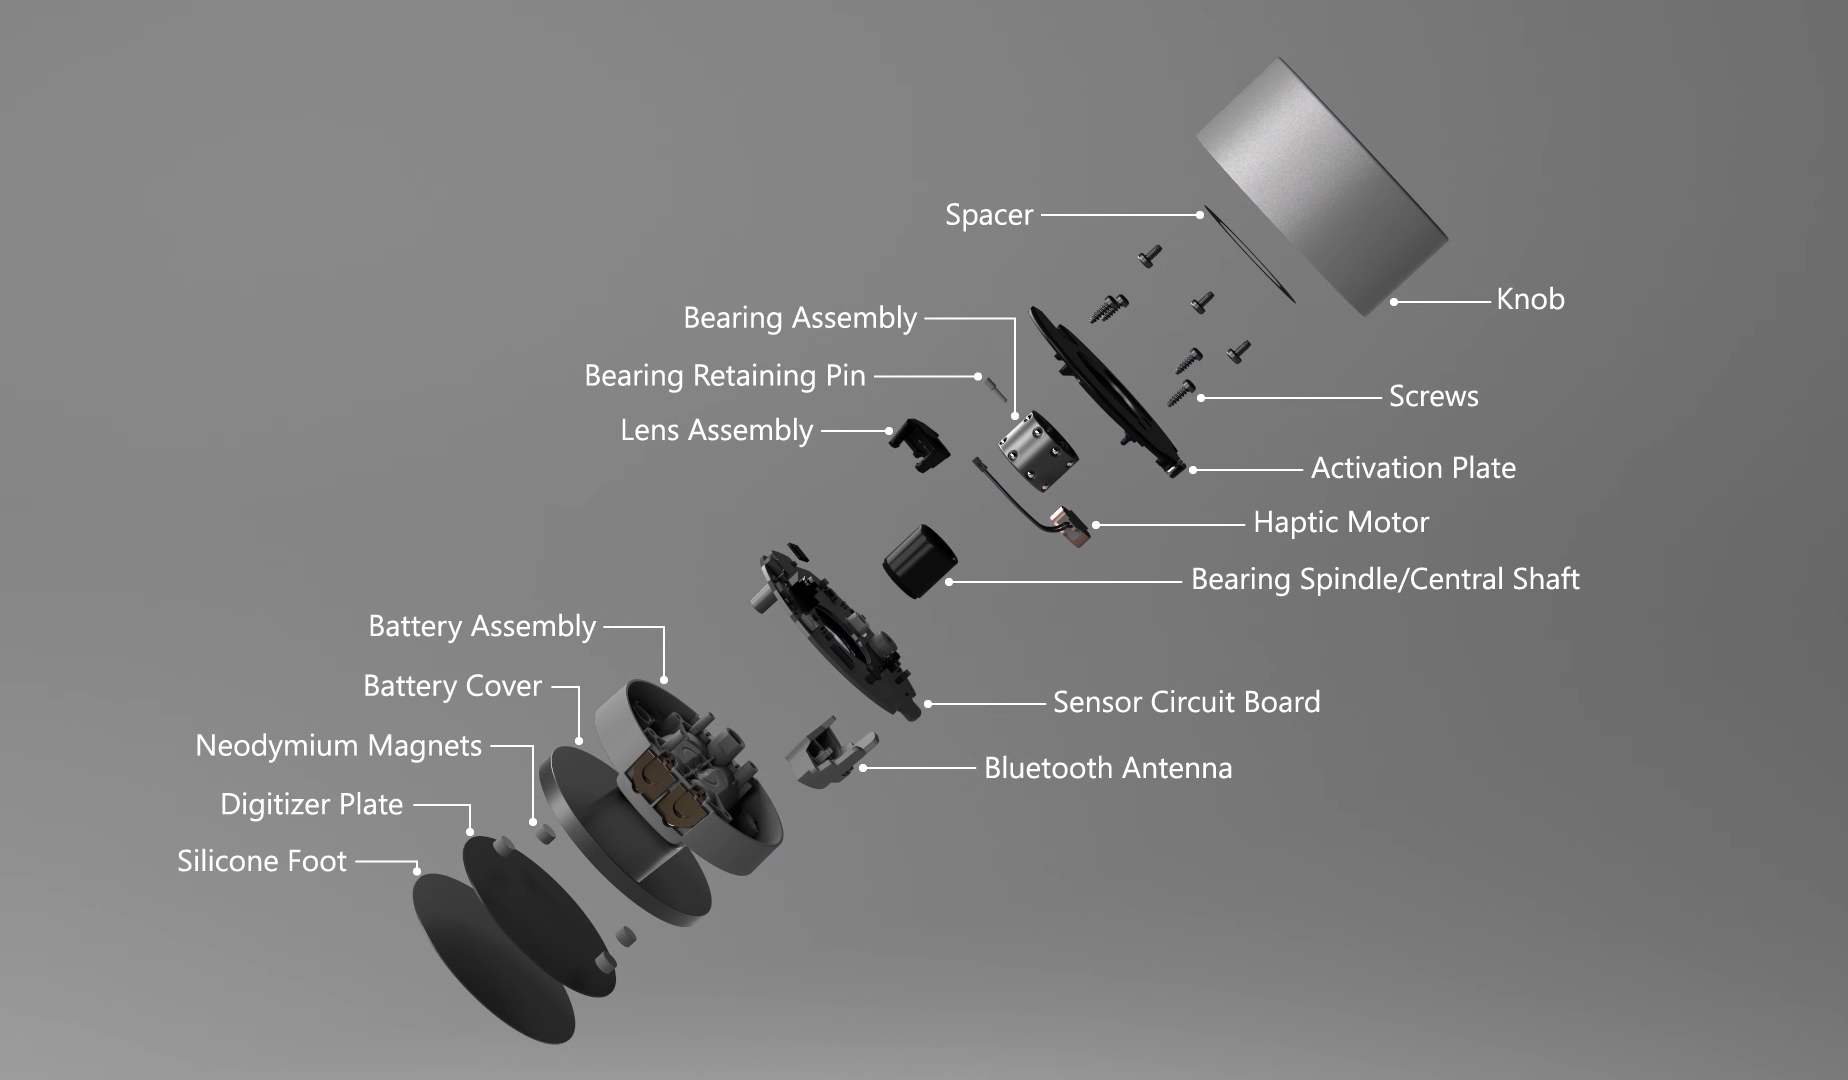 Spacer
Knob
Bearing Assembly
Bearing Retaining Pin
Screws
Lens Assembly
Activation Plate
Haptic Motor
Bearing Spindle/Central Shaft
Battery Assembly
Battery Cover
Sensor Circuit Board
Neodymium Magnets
Bluetooth Antenna
Digitizer Plate
Silicone Foot